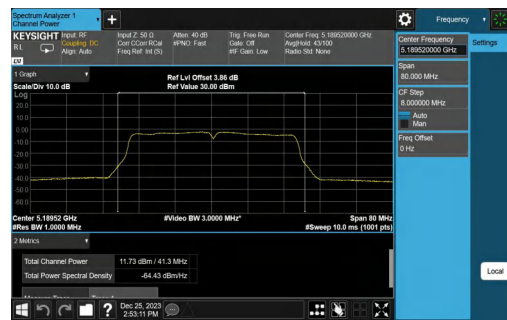 Spectrum Analyzer 1
Channel Power
Frequency
KEYSIGHT
RL
Input: RF
Coupling: DC
Align: Auto
Input Z: 50 Ω
Corr CCorr RCal
Freq Ref: Int (S)
Atten: 40 dB
#PNO: Fast
Trig: Free Run
Gate: Off
#IF Gain: Low
Center Freq: 5.189520000 GHz
Avg|Hold: 43/100
Radio Std: None
LW
Center Frequency
5.189520000 GHz
Settings
Span
80.000 MHz
CF Step
8.000000 MHz
Auto
Man
Freq Offset
0 Hz
1 Graph
Scale/Div 10.0 dB
Ref Lvl Offset 3.86 dB
Ref Value 30.00 dBm
Log
20.0
10.0
0.00
-10.0
-20.0
-30.0
-40.0
-50.0
-60.0
Center 5.18952 GHz
#Res BW 1.0000 MHz
#Video BW 3.0000 MHz*
Span 80 MHz
#Sweep 10.0 ms (1001 pts)
2 Metrics
Total Channel Power 11.73 dBm / 41.3 MHz
Total Power Spectral Density -64.43 dBm/Hz
Local
?
Dec 25, 2023
2:53:11 PM